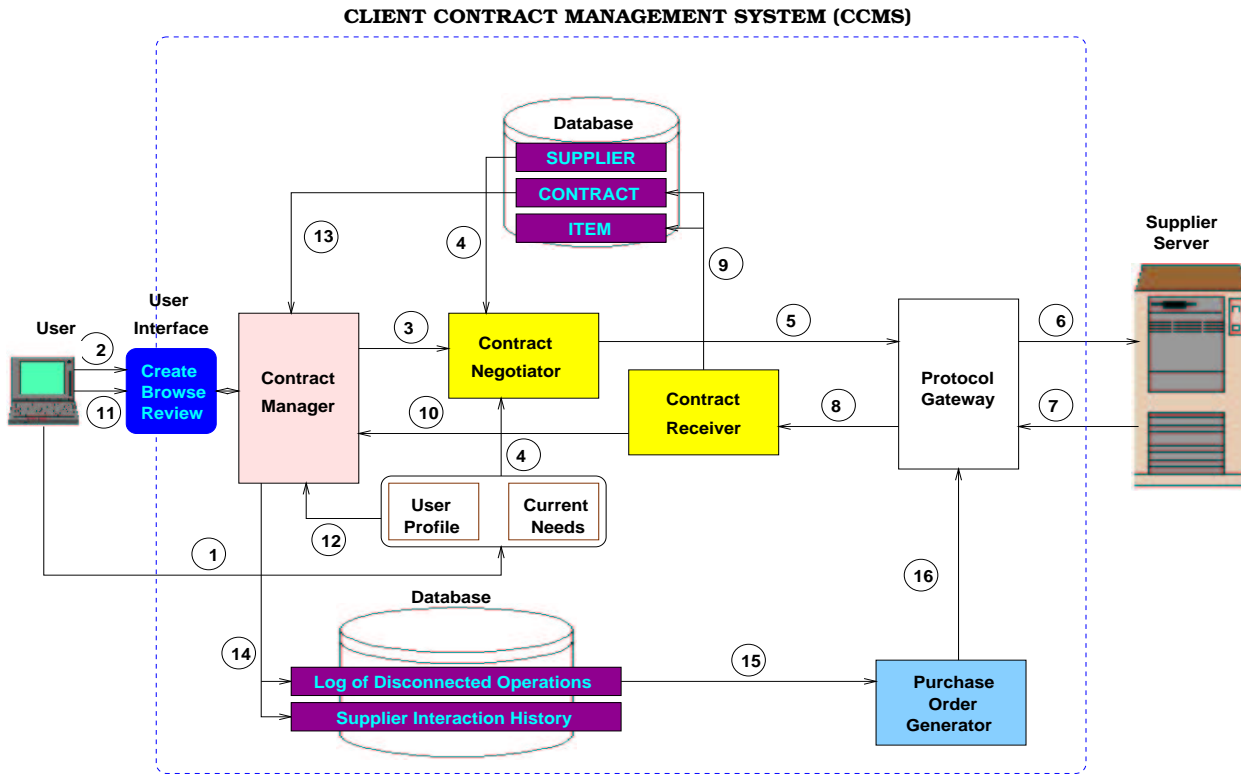 CLIENT CONTRACT MANAGEMENT SYSTEM (CCMS)
Database
SUPPLIER
CONTRACT
ITEM
13
4
9
Supplier
Server
User
User
Interface
2
Create
Browse
Review
11
Contract
Manager
3
Contract
Negotiator
5
6
Protocol
Gateway
10
Contract
Receiver
8
7
4
User
Profile
Current
Needs
12
1
16
Database
14
Log of Disconnected Operations
Supplier Interaction History
15
Purchase
Order
Generator